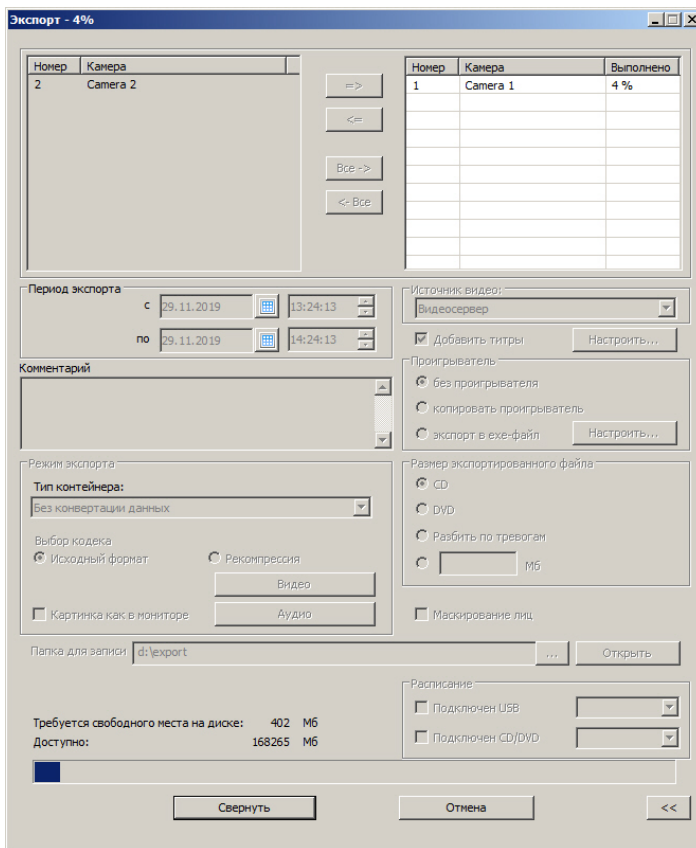 Экспорт - 4%
Номер Камера
2 Camera 2
=>
<=
Все ->
<- Все
Номер Камера Выполнено
1 Camera 1 4 %
Период экспорта
с 29.11.2019 13:24:13
по 29.11.2019 14:24:13
Источник видео:
Видеосервер
Добавить титры Настроить...
Комментарий
Проигрыватель
без проигрывателя
копировать проигрыватель
экспорт в exe-файл Настроить...
Режим экспорта
Тип контейнера:
Без конвертации данных
Выбор кодека
Исходный формат Рекомпрессия
Видео
Картинка как в мониторе Аудио
Размер экспортированного файла
CD
DVD
Разбить по тревогам
Мб
Маскирование лиц
Папка для записи d:\export ... Открыть
Расписание
Подключен USB
Подключен CD/DVD
Требуется свободного места на диске: 402 Мб
Доступно: 168265 Мб
Свернуть Отмена <<